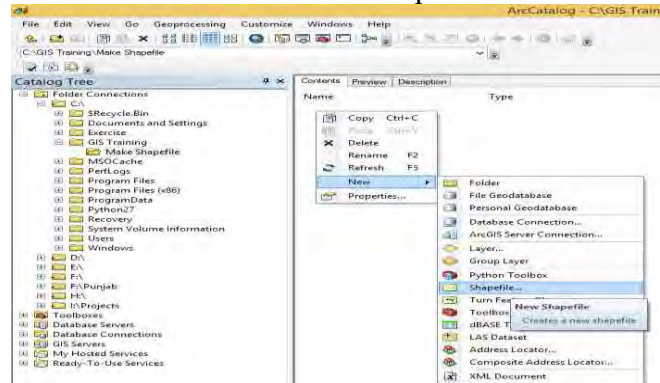 ArcCatalog - C:\GIS Train
File Edit View Go Geoprocessing Customize Windows Help
C:\GIS Training\Make Shapefile
Catalog Tree
Folder Connections
C:\
$Recycle.Bin
Documents and Settings
Exercise
GIS Training
Make Shapefile
MSOCache
PerfLogs
Program Files
Program Files (x86)
ProgramData
Python27
Recovery
System Volume Information
Users
Windows
D:\
E:\
F:\
F:\Punjab
H:\
I:\Projects
Toolboxes
Database Servers
Database Connections
GIS Servers
My Hosted Services
Ready-To-Use Services
Contents Preview Description
Name Type
Copy Ctrl+C
Paste Ctrl+V
Delete
Rename F2
Refresh F5
New
Properties...
Folder
File Geodatabase
Personal Geodatabase
Database Connection...
ArcGIS Server Connection...
Layer...
Group Layer
Python Toolbox
Shapefile...
Turn Fea
Toolbo
dBASE T
LAS Dataset
Address Locator...
Composite Address Locator...
XML Document
New Shapefile
Creates a new shapefile